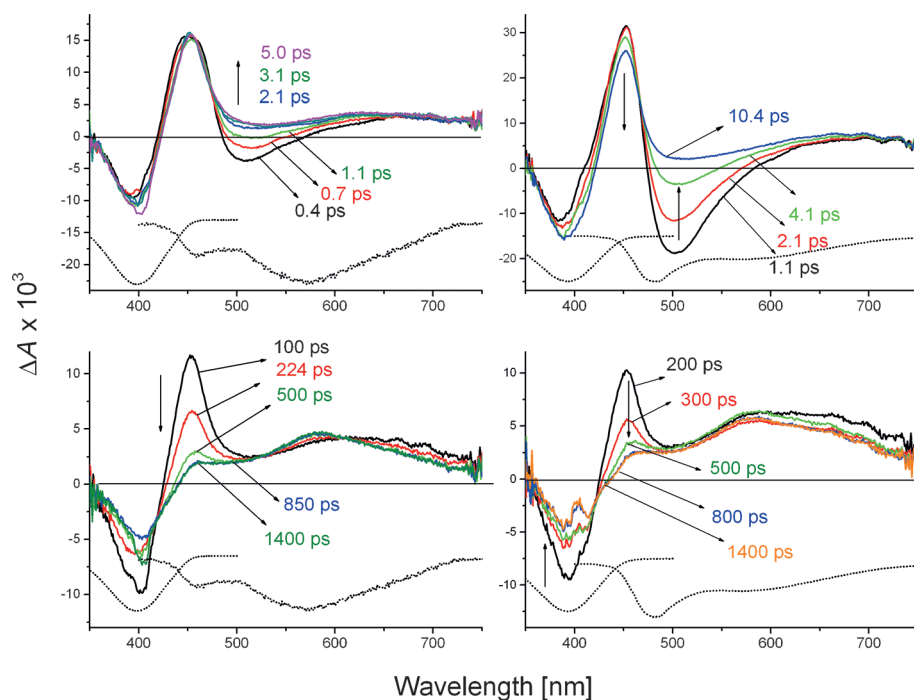 ΔA x 10³
15
10
5
0
-5
-10
-15
-20
400
500
600
700
5.0 ps
3.1 ps
2.1 ps
1.1 ps
0.7 ps
0.4 ps
30
20
10
0
-10
-20
400
500
600
700
10.4 ps
4.1 ps
2.1 ps
1.1 ps
10
5
0
-5
-10
400
500
600
700
100 ps
224 ps
500 ps
850 ps
1400 ps
10
5
0
-5
-10
400
500
600
700
200 ps
300 ps
500 ps
800 ps
1400 ps
Wavelength [nm]